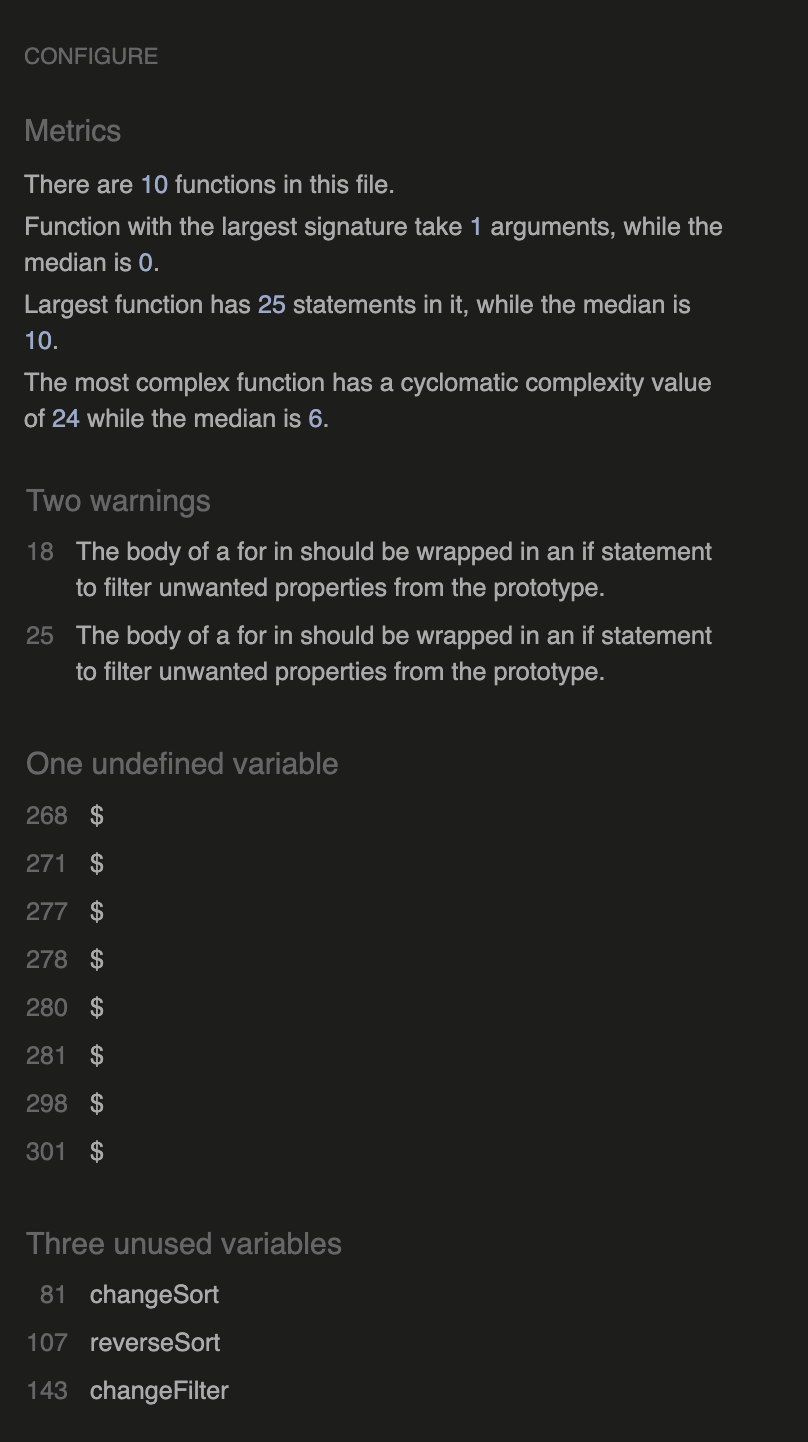 CONFIGURE
Metrics
There are 10 functions in this file.
Function with the largest signature take 1 arguments, while the
median is 0.
Largest function has 25 statements in it, while the median is
10.
The most complex function has a cyclomatic complexity value
of 24 while the median is 6.
Two warnings
18 The body of a for in should be wrapped in an if statement
to filter unwanted properties from the prototype.
25 The body of a for in should be wrapped in an if statement
to filter unwanted properties from the prototype.
One undefined variable
268 $
271 $
277 $
278 $
280 $
281 $
298 $
301 $
Three unused variables
81 changeSort
107 reverseSort
143 changeFilter